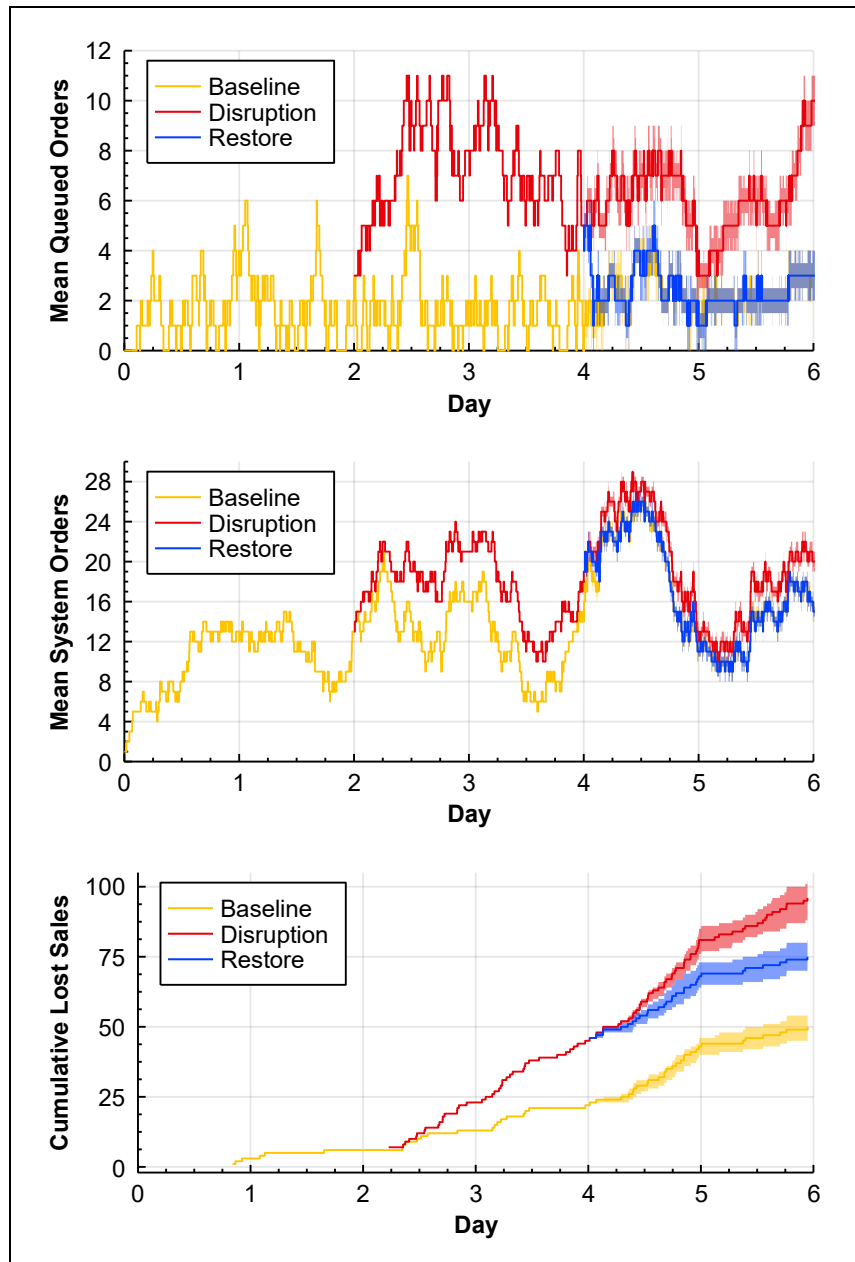 12
10
8
6
4
2
0
Mean Queued Orders
Baseline
Disruption
Restore
0 1 2 3 4 5 6
Day
28
24
20
16
12
8
4
0
Mean System Orders
Baseline
Disruption
Restore
0 1 2 3 4 5 6
Day
100
75
50
25
0
Cumulative Lost Sales
Baseline
Disruption
Restore
0 1 2 3 4 5 6
Day